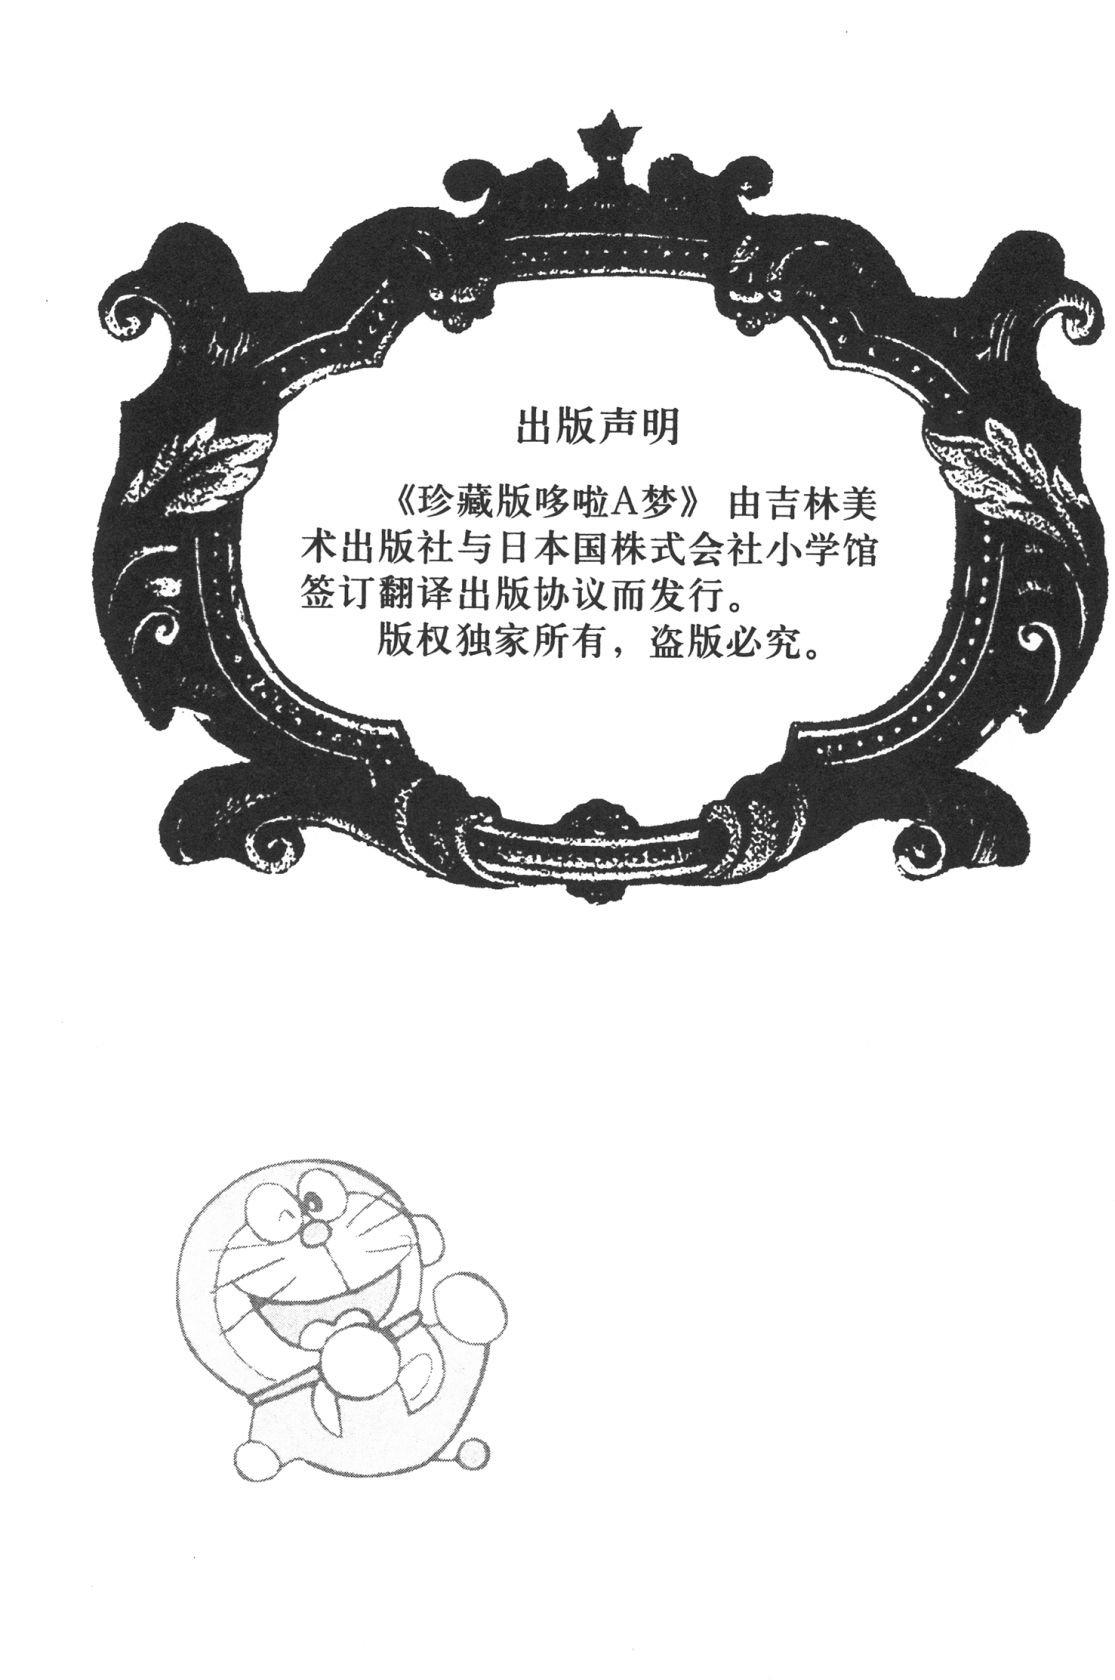 出版声明
《珍藏版哆啦A梦》 由吉林美
术出版社与日本国株式会社小学馆
签订翻译出版协议而发行。
版权独家所有，盗版必究。